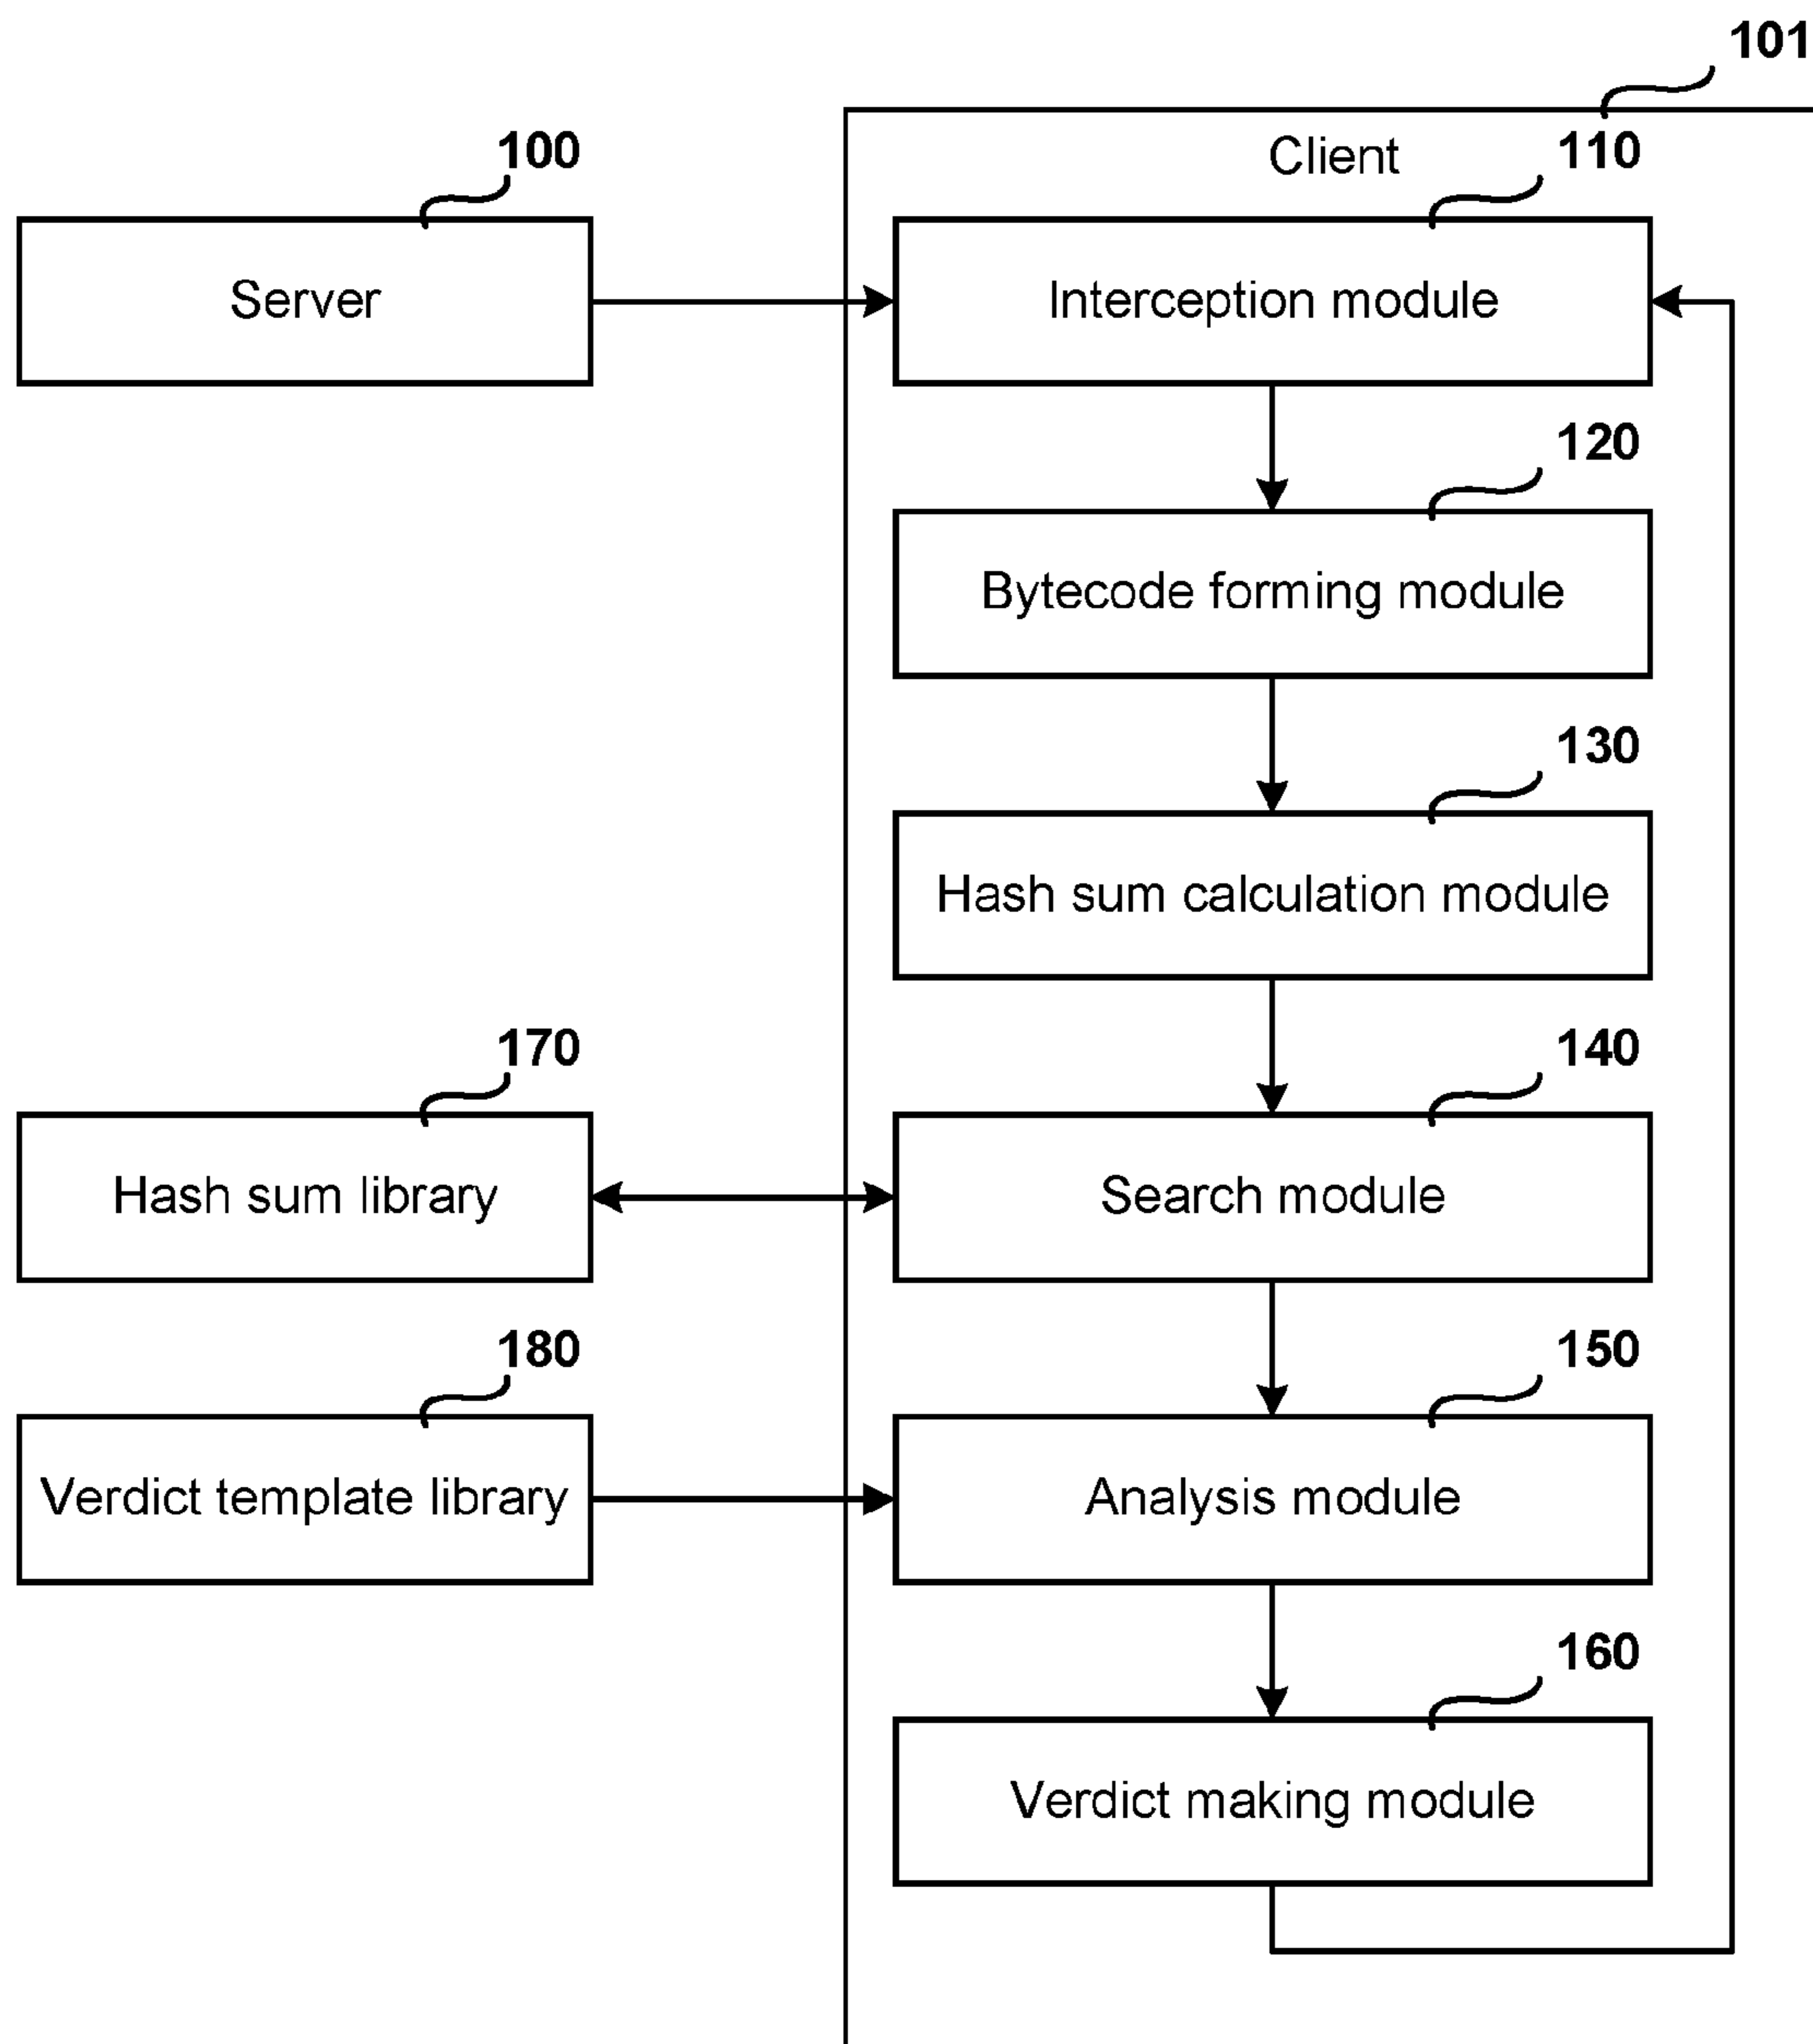 101
100
Client
110
Server
Interception module
120
Bytecode forming module
130
Hash sum calculation module
170
140
Hash sum library
Search module
180
150
Verdict template library
Analysis module
160
Verdict making module